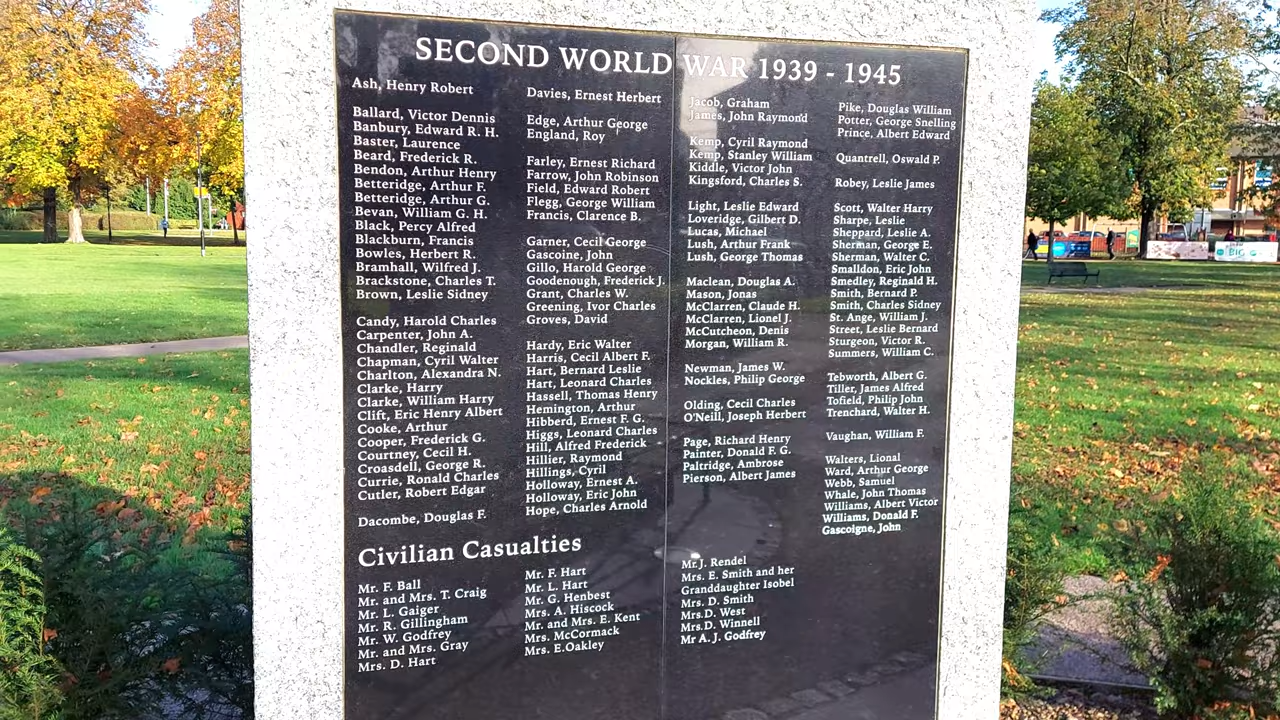 SECOND WORLD WAR 1939 - 1945
Ash, Henry Robert
Ballard, Victor Dennis
Banbury, Edward R. H.
Baster, Laurence
Beard, Frederick R.
Bendon, Arthur Henry
Betteridge, Arthur F.
Betteridge, Arthur G.
Bevan, William G. H.
Black, Percy Alfred
Blackburn, Francis
Bowles, Herbert R.
Bramhall, Wilfred J.
Brackstone, Charles T.
Brown, Leslie Sidney
Candy, Harold Charles
Carpenter, John A.
Chandler, Reginald
Chapman, Cyril Walter
Charlton, Alexandra N.
Clarke, Harry
Clarke, William Harry
Clift, Eric Henry Albert
Cooke, Arthur
Cooper, Frederick G.
Courtney, Cecil H.
Croasdell, George R.
Currie, Ronald Charles
Cutler, Robert Edgar
Dacombe, Douglas F.
Davies, Ernest Herbert
Edge, Arthur George
England, Roy
Farley, Ernest Richard
Farrow, John Robinson
Field, Edward Robert
Flegg, George William
Francis, Clarence B.
Garner, Cecil George
Gascoine, John
Gillo, Harold George
Goodenough, Frederick J.
Grant, Charles W.
Greening, Ivor Charles
Groves, David
Hardy, Eric Walter
Harris, Cecil Albert F.
Hart, Bernard Leslie
Hart, Leonard Charles
Hassell, Thomas Henry
Hemington, Arthur
Hibberd, Ernest F. G.
Higgs, Leonard Charles
Hill, Alfred Frederick
Hillier, Raymond
Hillings, Cyril
Holloway, Ernest A.
Holloway, Eric John
Hope, Charles Arnold
Jacob, Graham
James, John Raymond
Kemp, Cyril Raymond
Kemp, Stanley William
Kiddle, Victor John
Kingsford, Charles S.
Light, Leslie Edward
Loveridge, Gilbert D.
Lucas, Michael
Lush, Arthur Frank
Lush, George Thomas
Maclean, Douglas A.
Mason, Jonas
McClarren, Claude H.
McClarren, Lionel J.
McCutcheon, Denis
Morgan, William R.
Newman, James W.
Nockles, Philip George
Olding, Cecil Charles
O'Neill, Joseph Herbert
Page, Richard Henry
Painter, Donald F. G.
Paltridge, Ambrose
Pierson, Albert James
Pike, Douglas William
Potter, George Snelling
Prince, Albert Edward
Quantrell, Oswald P.
Robey, Leslie James
Scott, Walter Harry
Sharpe, Leslie
Sheppard, Leslie A.
Sherman, George E.
Sherman, Walter C.
Smalldon, Eric John
Smedley, Reginald H.
Smith, Bernard P.
Smith, Charles Sidney
St. Ange, William J.
Street, Leslie Bernard
Sturgeon, Victor R.
Summers, William C.
Tebworth, Albert G.
Tiller, James Alfred
Tofield, Philip John
Trenchard, Walter H.
Vaughan, William F.
Walters, Lional
Ward, Arthur George
Webb, Samuel
Whale, John Thomas
Williams, Albert Victor
Williams, Donald F.
Gascoigne, John
Civilian Casualties
Mr. F. Ball
Mr. and Mrs. T. Craig
Mr. L. Gaiger
Mr. R. Gillingham
Mr. W. Godfrey
Mr. and Mrs. Gray
Mrs. D. Hart
Mr. F. Hart
Mr. L. Hart
Mr. G. Henbest
Mrs. A. Hiscock
Mr. and Mrs. E. Kent
Mrs. McCormack
Mrs. E.Oakley
Mr.J. Rendel
Mrs. E. Smith and her
Granddaughter Isobel
Mrs. D. Smith
Mrs.D. West
Mrs.D. Winnell
Mr A. J. Godfrey
BIG